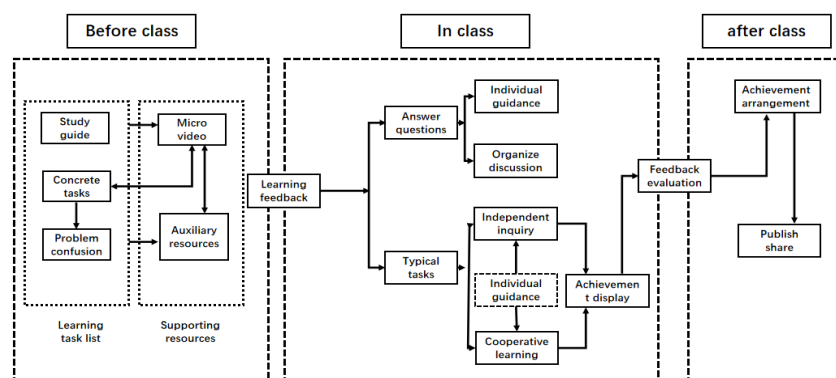 Before class
In class
after class
Study
guide
Micro
video
Concrete
tasks
Problem
confusion
Auxiliary
resources
Learning
task list
Supporting
resources
Learning
feedback
Answer
questions
Individual
guidance
Organize
discussion
Typical
tasks
Independent
inquiry
Individual
guidance
Cooperative
learning
Achievemen
t display
Feedback
evaluation
Achievement
arrangement
Publish
share